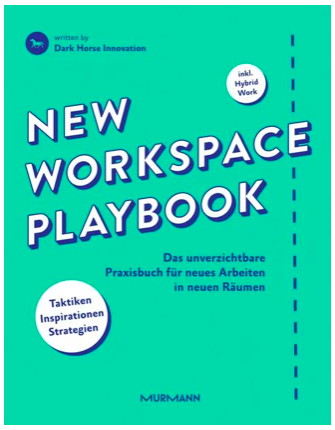 written by
Dark Horse Innovation
inkl.
Hybrid
Work
NEW
WORKSPACE
PLAYBOOK
Das unverzichtbare
Praxisbuch für neues Arbeiten
in neuen Räumen
Taktiken
Inspirationen
Strategien
MURMANN